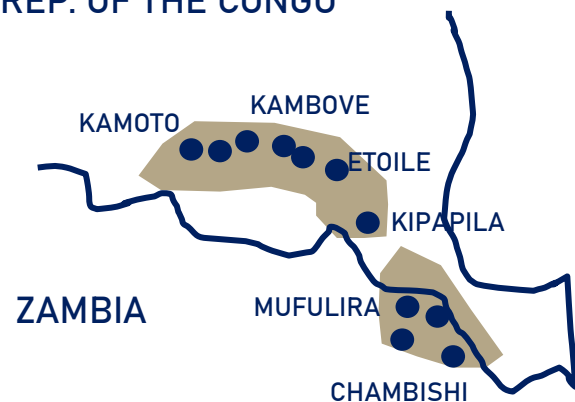 REP. OF THE CONGO
KAMBOVE
KAMOTO
ETOILE
KIPAPILA
MUFULIRA
ZAMBIA
CHAMBISHI